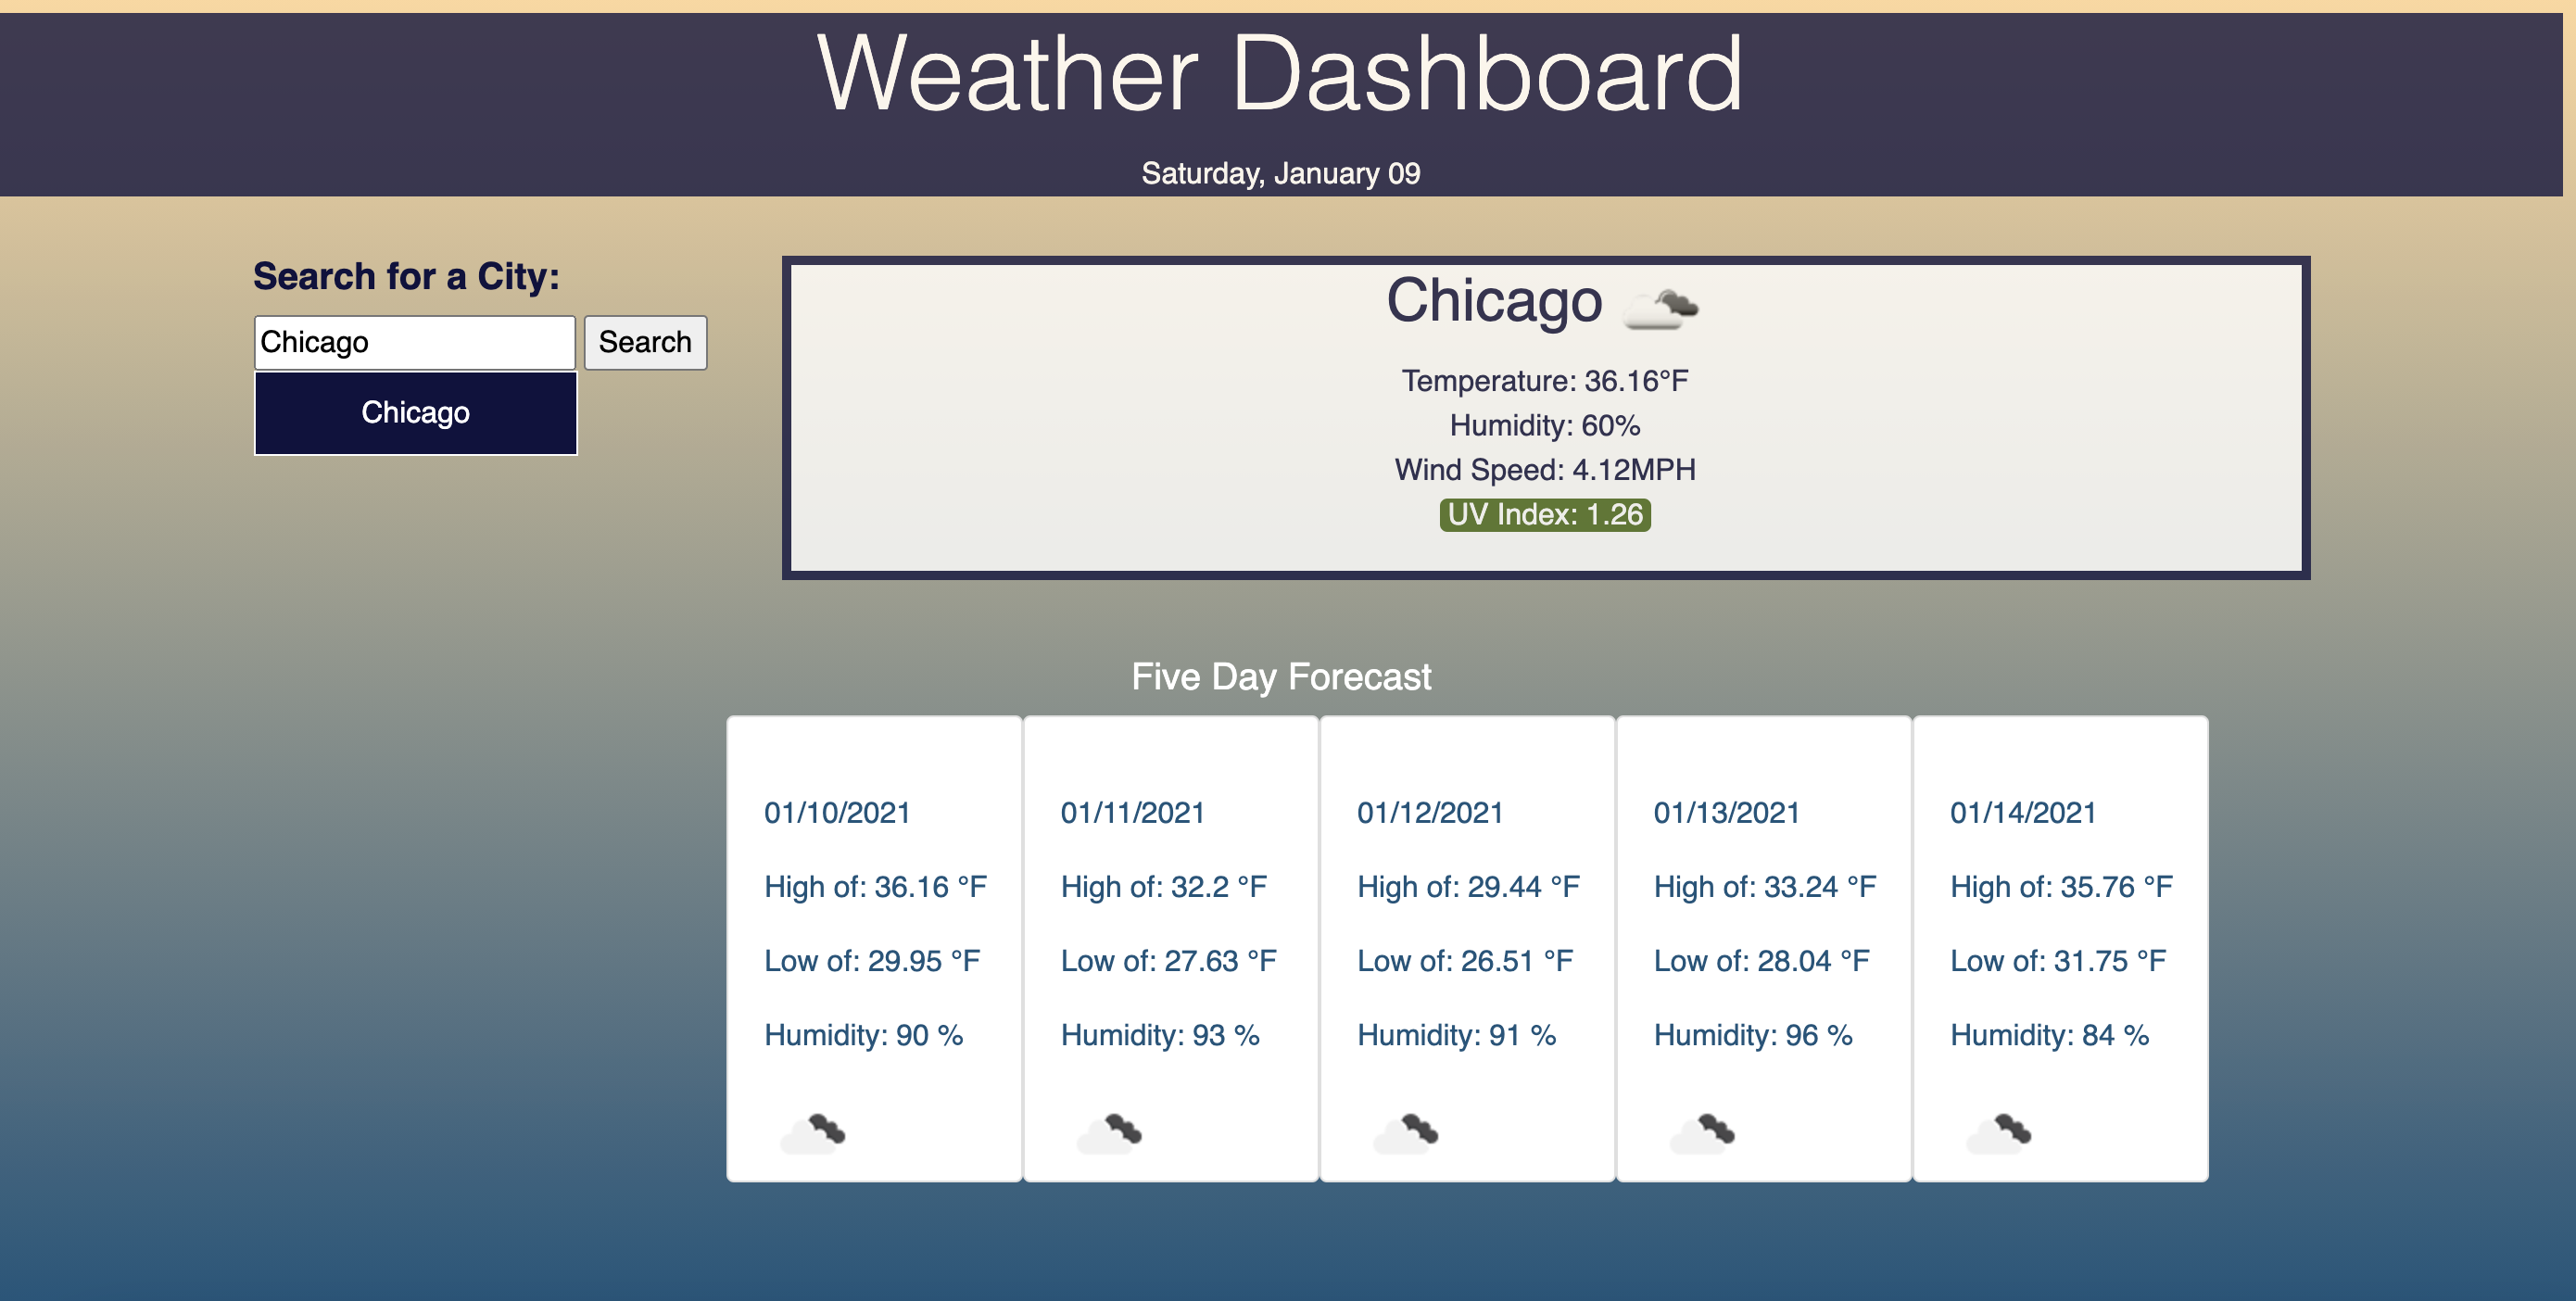 Weather Dashboard
Saturday, January 09
Search for a City:
Chicago
Search
Chicago
Chicago
Temperature: 36.16°F
Humidity: 60%
Wind Speed: 4.12MPH
UV Index: 1.26
Five Day Forecast
01/10/2021
High of: 36.16 °F
Low of: 29.95 °F
Humidity: 90 %
01/11/2021
High of: 32.2 °F
Low of: 27.63 °F
Humidity: 93 %
01/12/2021
High of: 29.44 °F
Low of: 26.51 °F
Humidity: 91 %
01/13/2021
High of: 33.24 °F
Low of: 28.04 °F
Humidity: 96 %
01/14/2021
High of: 35.76 °F
Low of: 31.75 °F
Humidity: 84 %